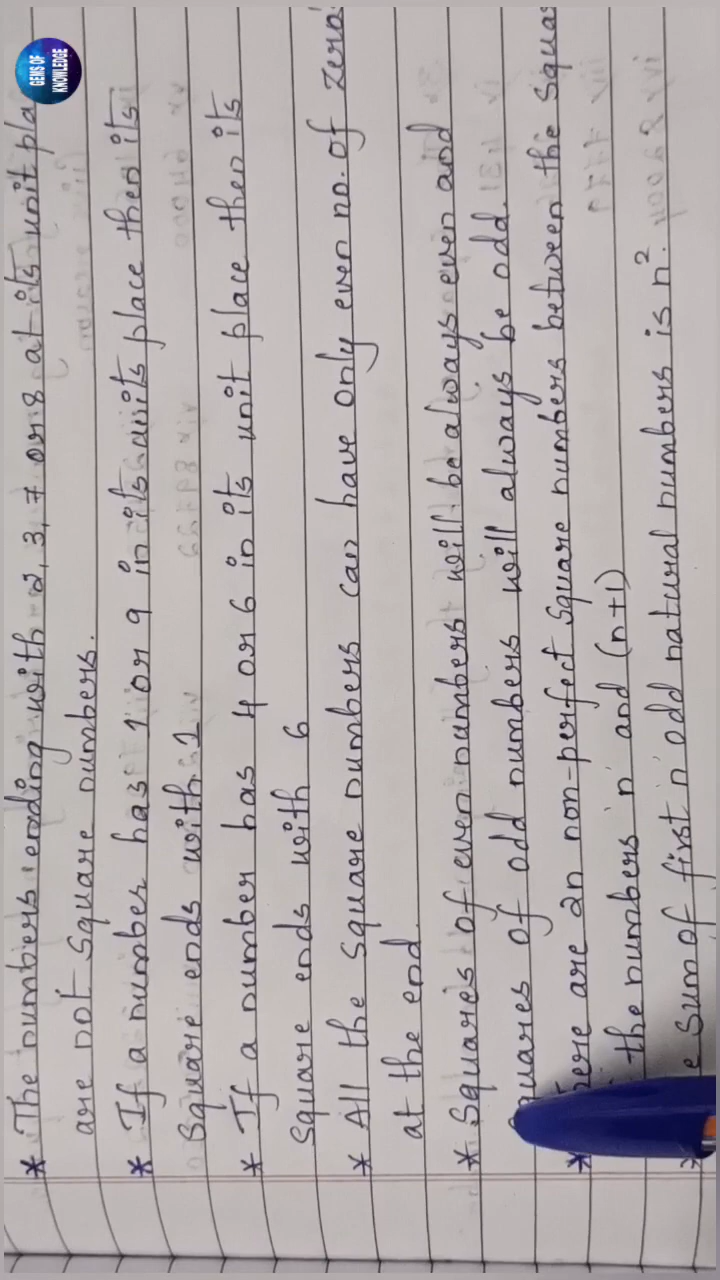 GEMS OF
KNOWLEDGE
* The numbers ending with 2, 3, 7 or 8 at its unit pla
are not square numbers.
* If a number has 1 or 9 in its units place then its
square ends with 1
* If a number has 4 or 6 in its unit place then its
square ends with 6
* All the square numbers can have only even no. of zero
at the end.
* Squares of even numbers will be always even and
squares of odd numbers will always be odd.
* here are 2n non-perfect square numbers between the squa
the numbers 'n' and (n+1)
* e sum of first 'n' odd natural numbers is n².